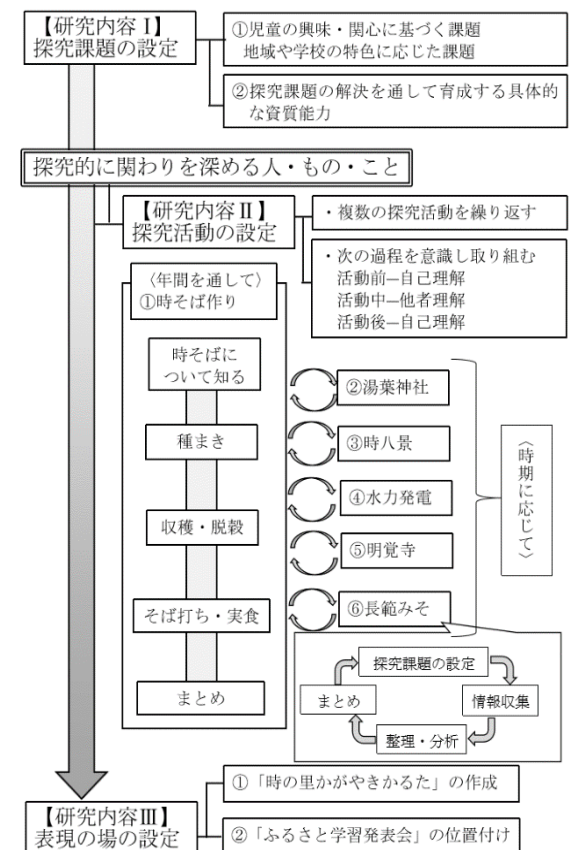 【研究内容Ⅰ】
探究課題の設定
①児童の興味・関心に基づく課題
地域や学校の特色に応じた課題
②探究課題の解決を通して育成する具体的
な資質能力
探究的に関わりを深める人・もの・こと
【研究内容Ⅱ】
探究活動の設定
・複数の探究活動を繰り返す
・次の過程を意識し取り組む
活動前―自己理解
活動中―他者理解
活動後―自己理解
〈年間を通して〉
①時そば作り
時そばに
ついて知る
種まき
収穫・脱穀
そば打ち・実食
まとめ
②湯葉神社
③時八景
④水力発電
⑤明覚寺
⑥長範みそ
〈時期に応じて〉
探究課題の設定
情報収集
整理・分析
まとめ
【研究内容Ⅲ】
表現の場の設定
①「時の里かがやきかるた」の作成
②「ふるさと学習発表会」の位置付け